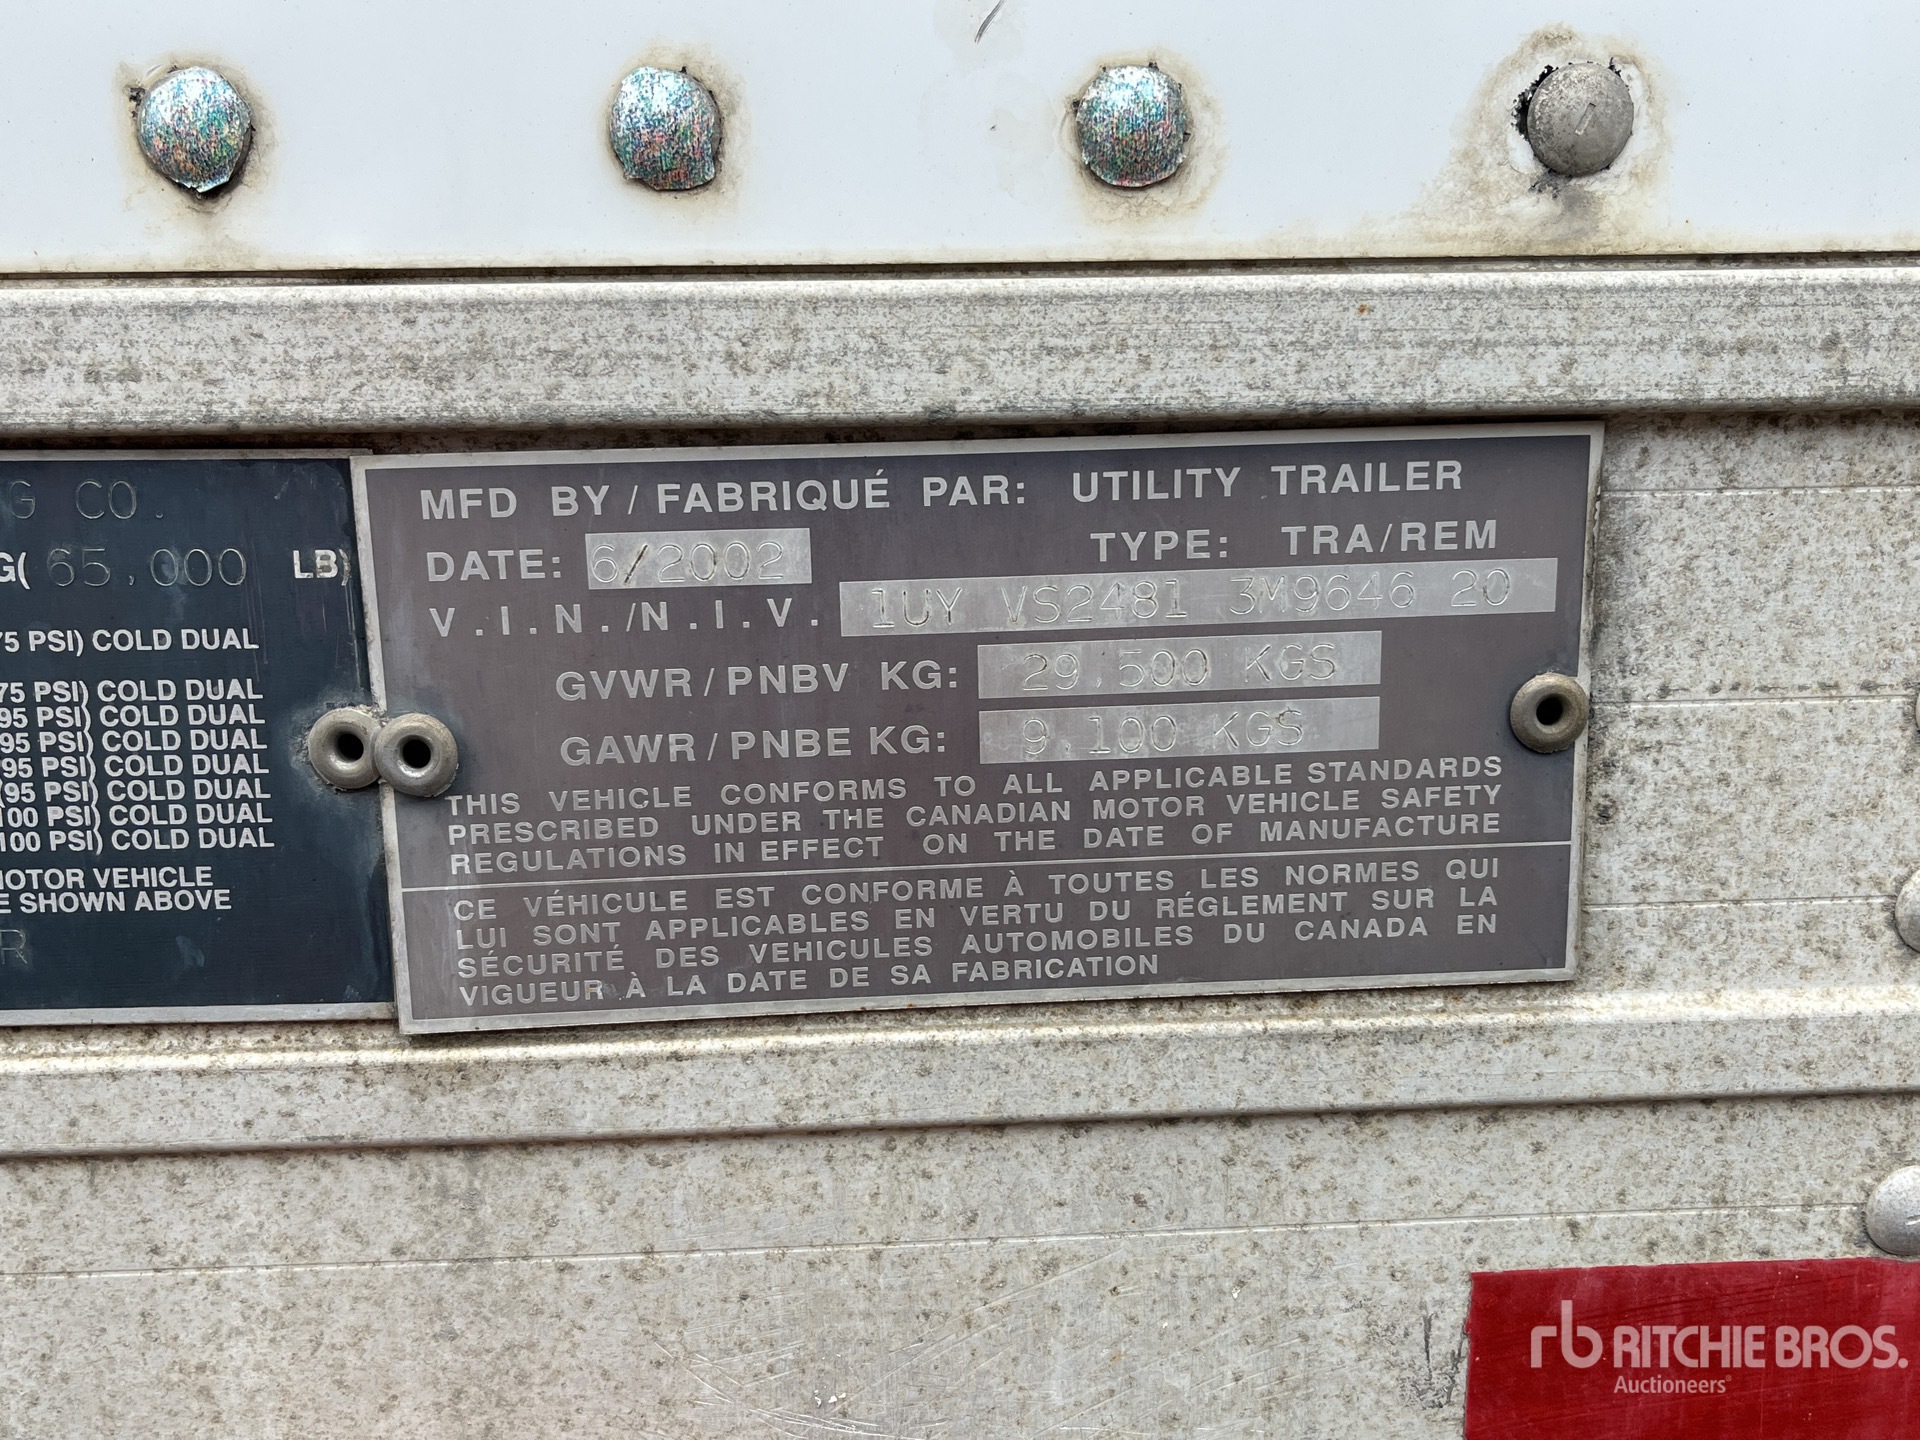 G CO.
G( 65,000 LB)
75 PSI) COLD DUAL
75 PSI) COLD DUAL
95 PSI) COLD DUAL
95 PSI) COLD DUAL
(95 PSI) COLD DUAL
(95 PSI) COLD DUAL
100 PSI) COLD DUAL
100 PSI) COLD DUAL
MOTOR VEHICLE
E SHOWN ABOVE
R
MFD BY / FABRIQUÉ PAR: UTILITY TRAILER
DATE: 6/2002 TYPE: TRA/REM
V.I.N./N.I.V. 1UY VS2481 3M9646 20
GVWR / PNBV KG: 29,500 KGS
GAWR / PNBE KG: 9,100 KGS
THIS VEHICLE CONFORMS TO ALL APPLICABLE STANDARDS
PRESCRIBED UNDER THE CANADIAN MOTOR VEHICLE SAFETY
REGULATIONS IN EFFECT ON THE DATE OF MANUFACTURE
CE VÉHICULE EST CONFORME À TOUTES LES NORMES QUI
LUI SONT APPLICABLES EN VERTU DU RÉGLEMENT SUR LA
SÉCURITÉ DES VEHICULES AUTOMOBILES DU CANADA EN
VIGUEUR À LA DATE DE SA FABRICATION
rb RITCHIE BROS.
Auctioneers